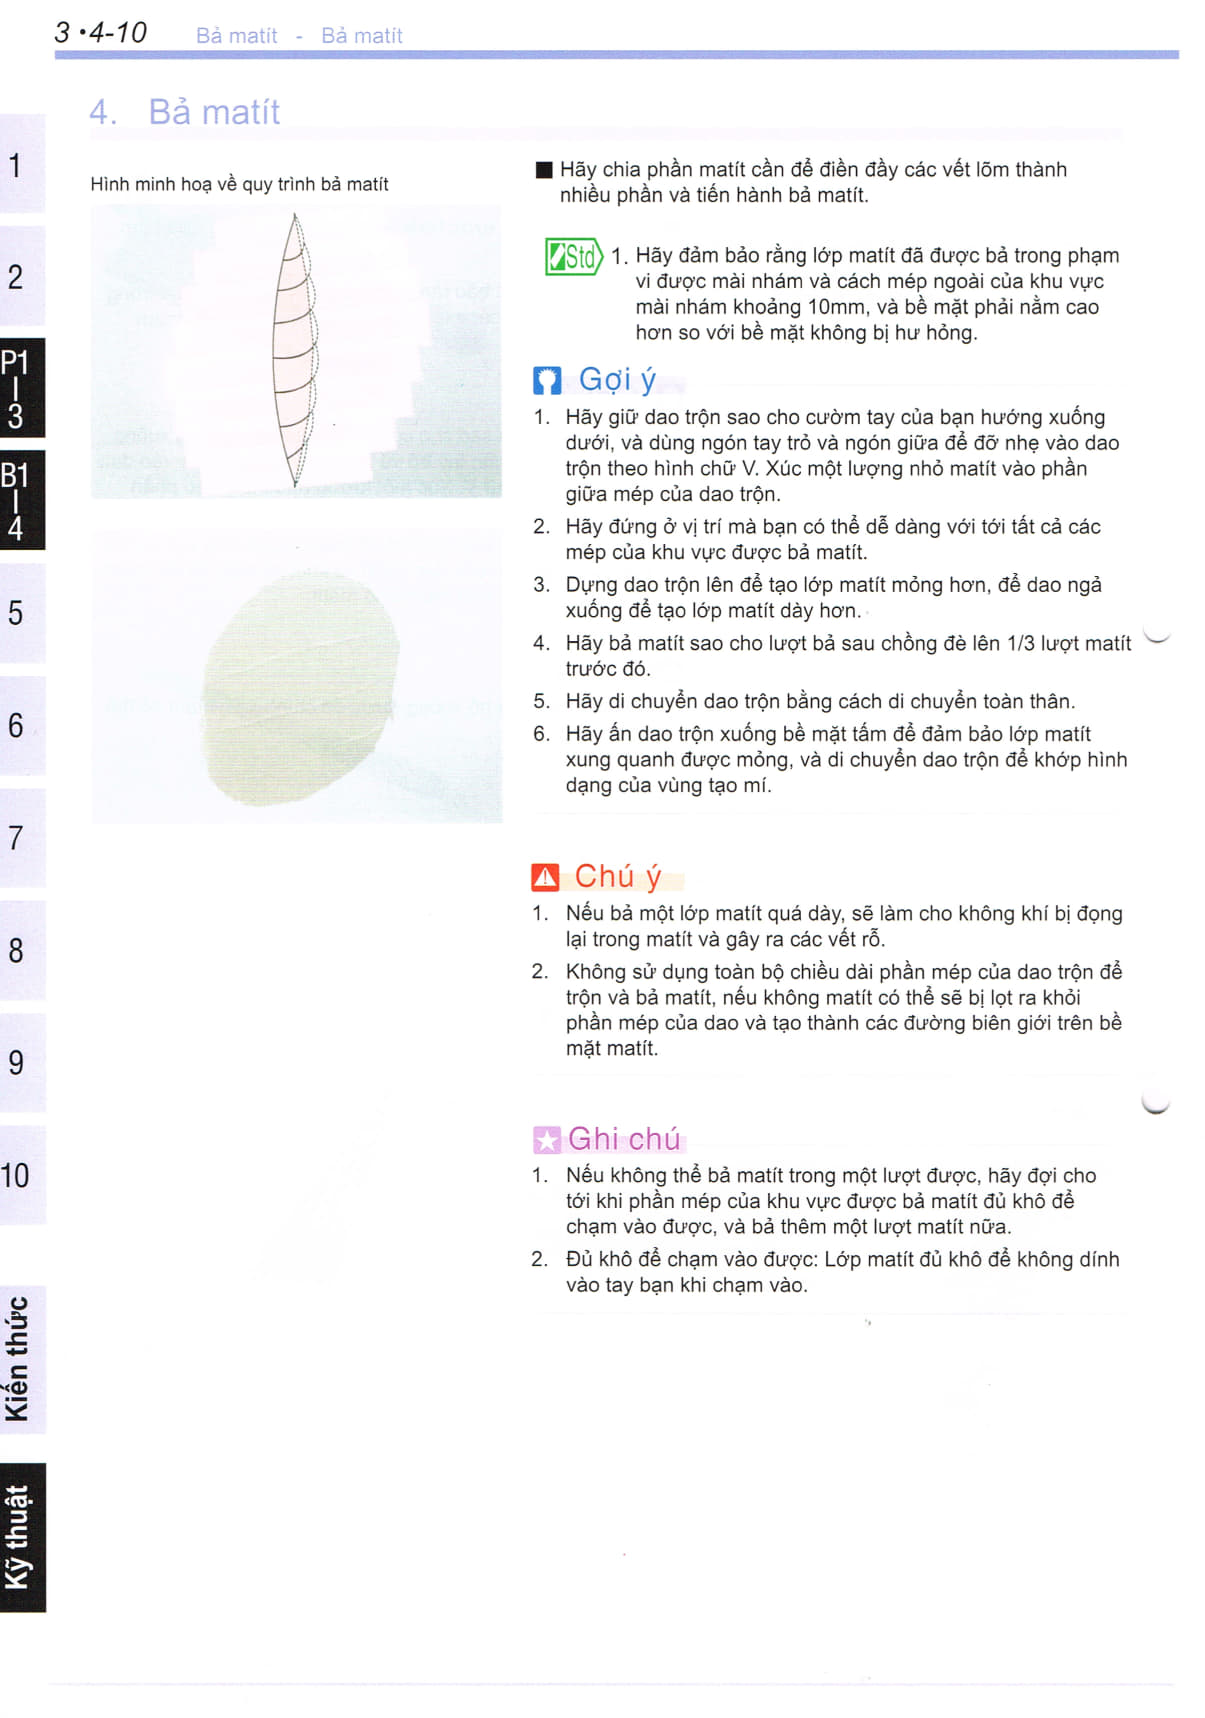 3 •4-10 Bả matít - Bả matít
4. Bả matít
Hình minh hoạ về quy trình bả matít
■ Hãy chia phần matít cần để điền đầy các vết lõm thành
nhiều phần và tiến hành bả matít.
Std 1. Hãy đảm bảo rằng lớp matít đã được bả trong phạm
vi được mài nhám và cách mép ngoài của khu vực
mài nhám khoảng 10mm, và bề mặt phải nằm cao
hơn so với bề mặt không bị hư hỏng.
Gợi ý
1. Hãy giữ dao trộn sao cho cườm tay của bạn hướng xuống
dưới, và dùng ngón tay trỏ và ngón giữa để đỡ nhẹ vào dao
trộn theo hình chữ V. Xúc một lượng nhỏ matít vào phần
giữa mép của dao trộn.
2. Hãy đứng ở vị trí mà bạn có thể dễ dàng với tới tất cả các
mép của khu vực được bả matít.
3. Dựng dao trộn lên để tạo lớp matít mỏng hơn, để dao ngả
xuống để tạo lớp matít dày hơn.
4. Hãy bả matít sao cho lượt bả sau chồng đè lên 1/3 lượt matít
trước đó.
5. Hãy di chuyển dao trộn bằng cách di chuyển toàn thân.
6. Hãy ấn dao trộn xuống bề mặt tấm để đảm bảo lớp matít
xung quanh được mỏng, và di chuyển dao trộn để khớp hình
dạng của vùng tạo mí.
Chú ý
1. Nếu bả một lớp matít quá dày, sẽ làm cho không khí bị đọng
lại trong matít và gây ra các vết rỗ.
2. Không sử dụng toàn bộ chiều dài phần mép của dao trộn để
trộn và bả matít, nếu không matít có thể sẽ bị lọt ra khỏi
phần mép của dao và tạo thành các đường biên giới trên bề
mặt matít.
Ghi chú
1. Nếu không thể bả matít trong một lượt được, hãy đợi cho
tới khi phần mép của khu vực được bả matít đủ khô để
chạm vào được, và bả thêm một lượt matít nữa.
2. Đủ khô để chạm vào được: Lớp matít đủ khô để không dính
vào tay bạn khi chạm vào.
1
2
P1
|
3
B1
|
4
5
6
7
8
9
10
Kiến thức
Kỹ thuật